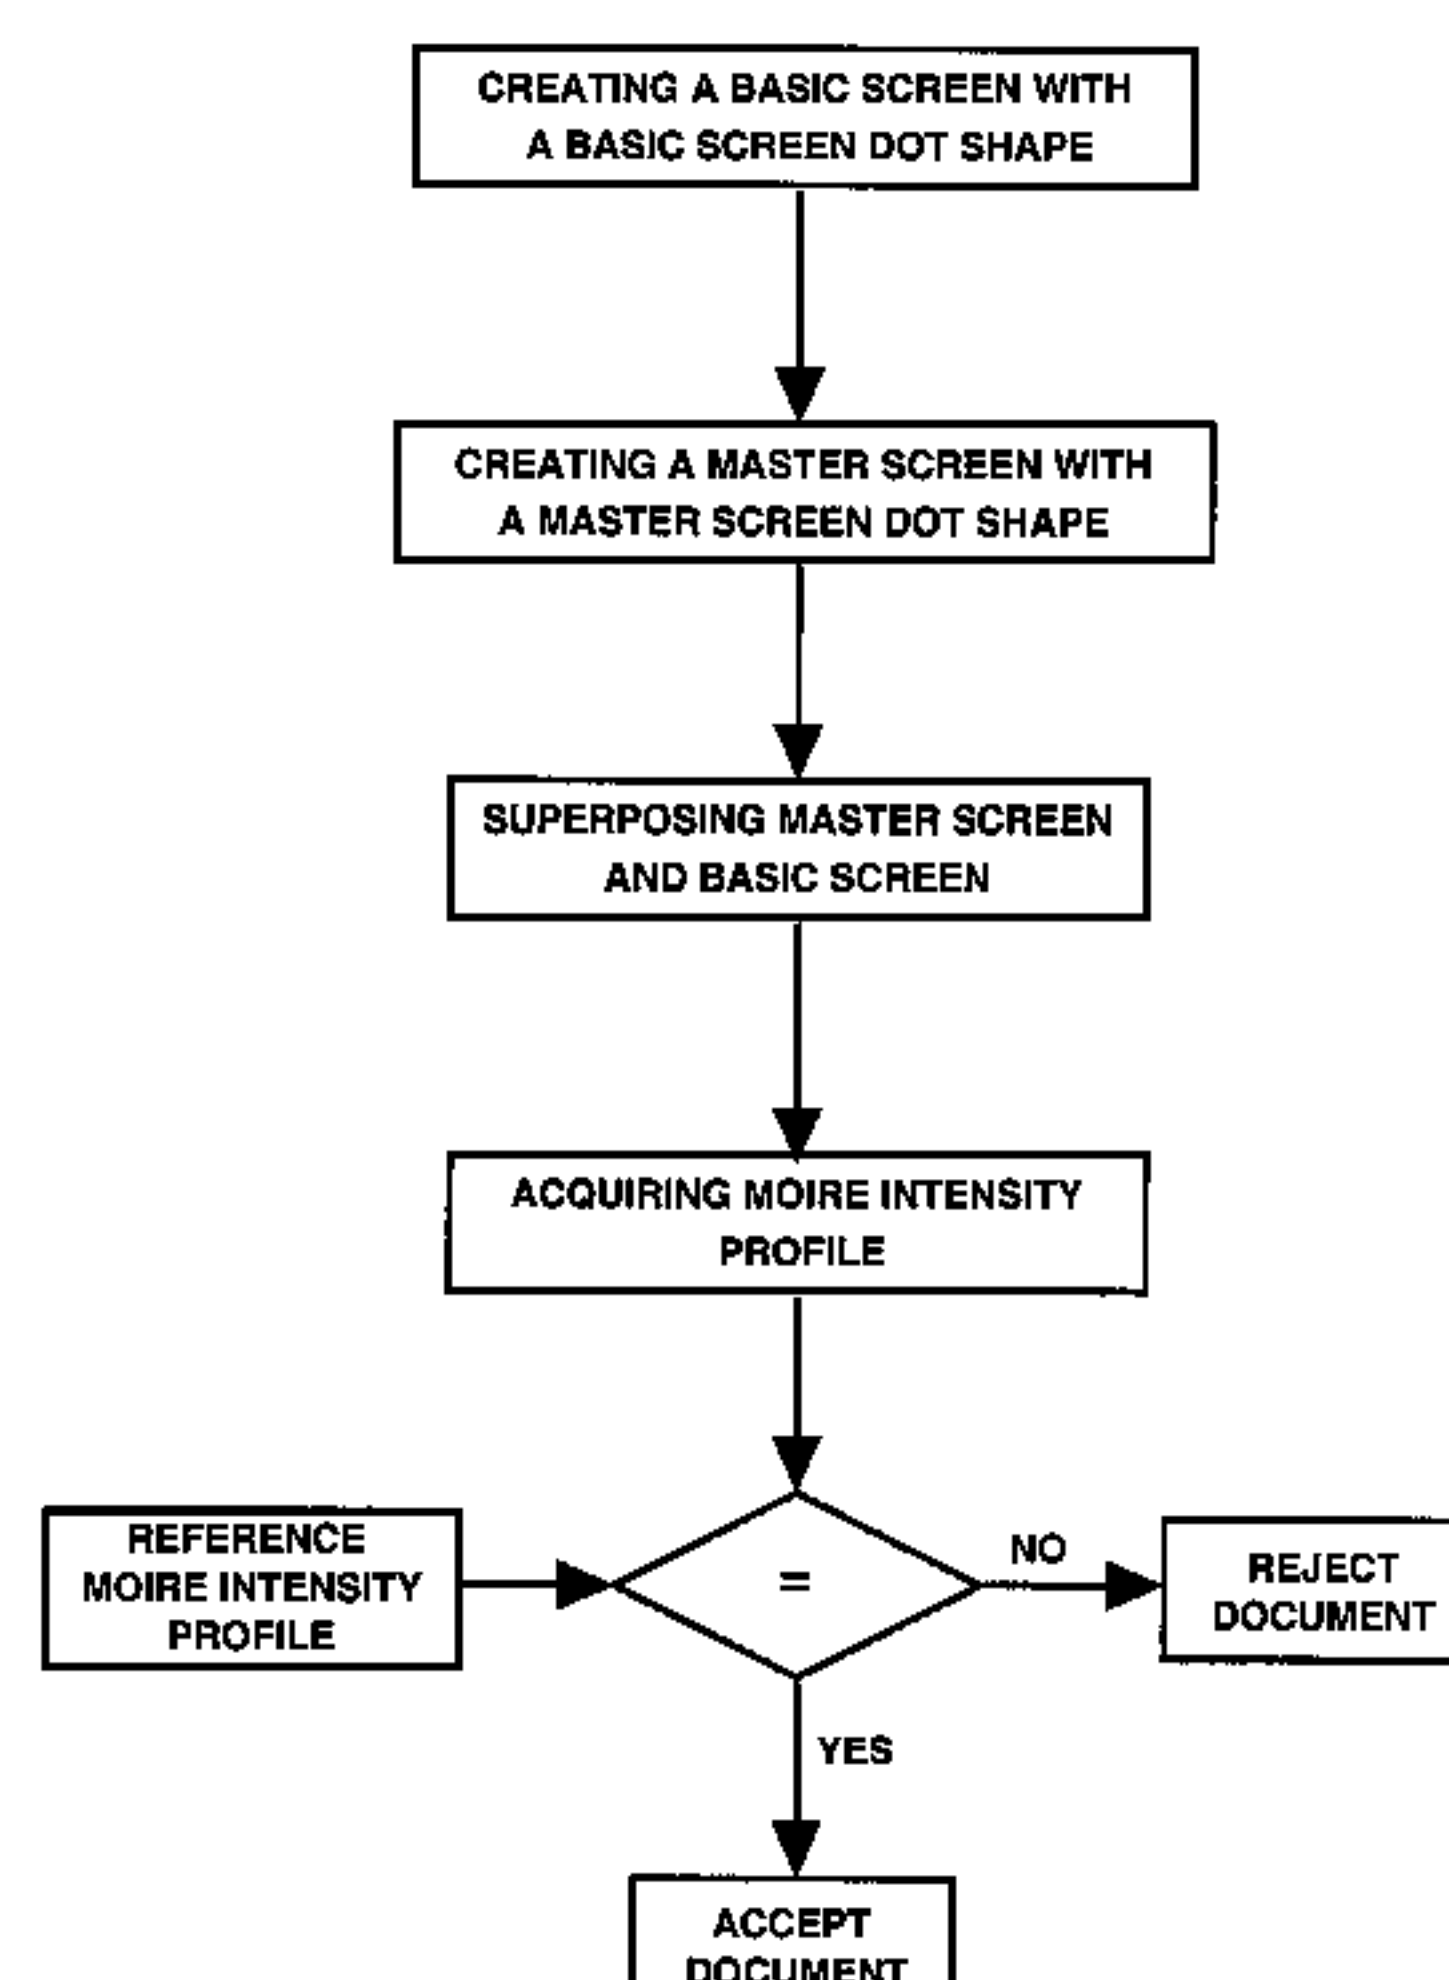 CREATING A BASIC SCREEN WITH
A BASIC SCREEN DOT SHAPE
CREATING A MASTER SCREEN WITH
A MASTER SCREEN DOT SHAPE
SUPERPOSING MASTER SCREEN
AND BASIC SCREEN
ACQUIRING MOIRE INTENSITY
PROFILE
REFERENCE
MOIRE INTENSITY
PROFILE
=
NO
REJECT
DOCUMENT
YES
ACCEPT
DOCUMENT